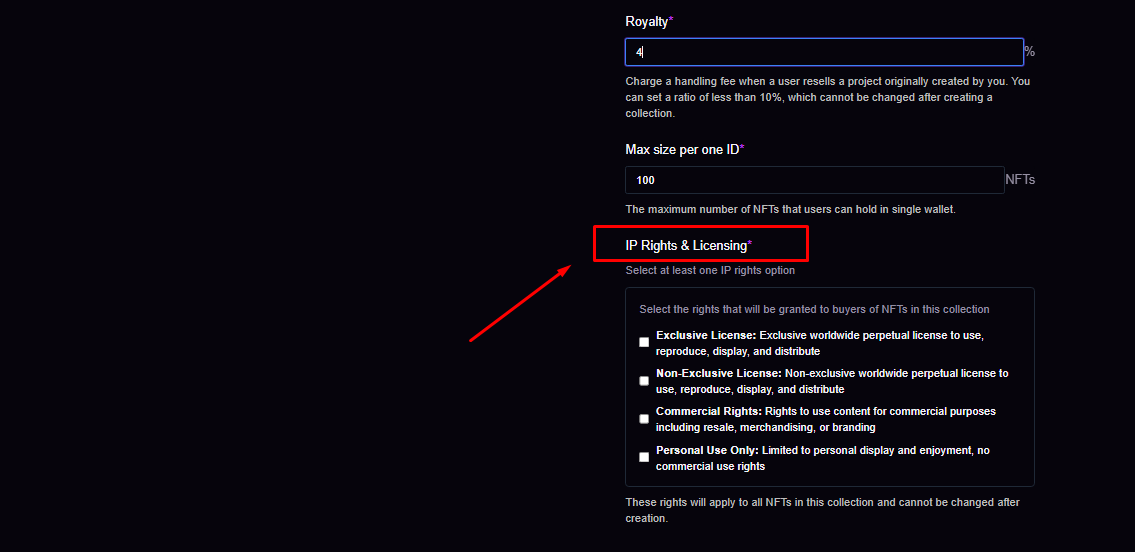 Royalty*
4
%
Charge a handling fee when a user resells a project originally created by you. You
can set a ratio of less than 10%, which cannot be changed after creating a
collection.
Max size per one ID*
100
NFTs
The maximum number of NFTs that users can hold in single wallet.
IP Rights & Licensing*
Select at least one IP rights option
Select the rights that will be granted to buyers of NFTs in this collection
Exclusive License: Exclusive worldwide perpetual license to use,
reproduce, display, and distribute
Non-Exclusive License: Non-exclusive worldwide perpetual license to
use, reproduce, display, and distribute
Commercial Rights: Rights to use content for commercial purposes
including resale, merchandising, or branding
Personal Use Only: Limited to personal display and enjoyment, no
commercial use rights
These rights will apply to all NFTs in this collection and cannot be changed after
creation.